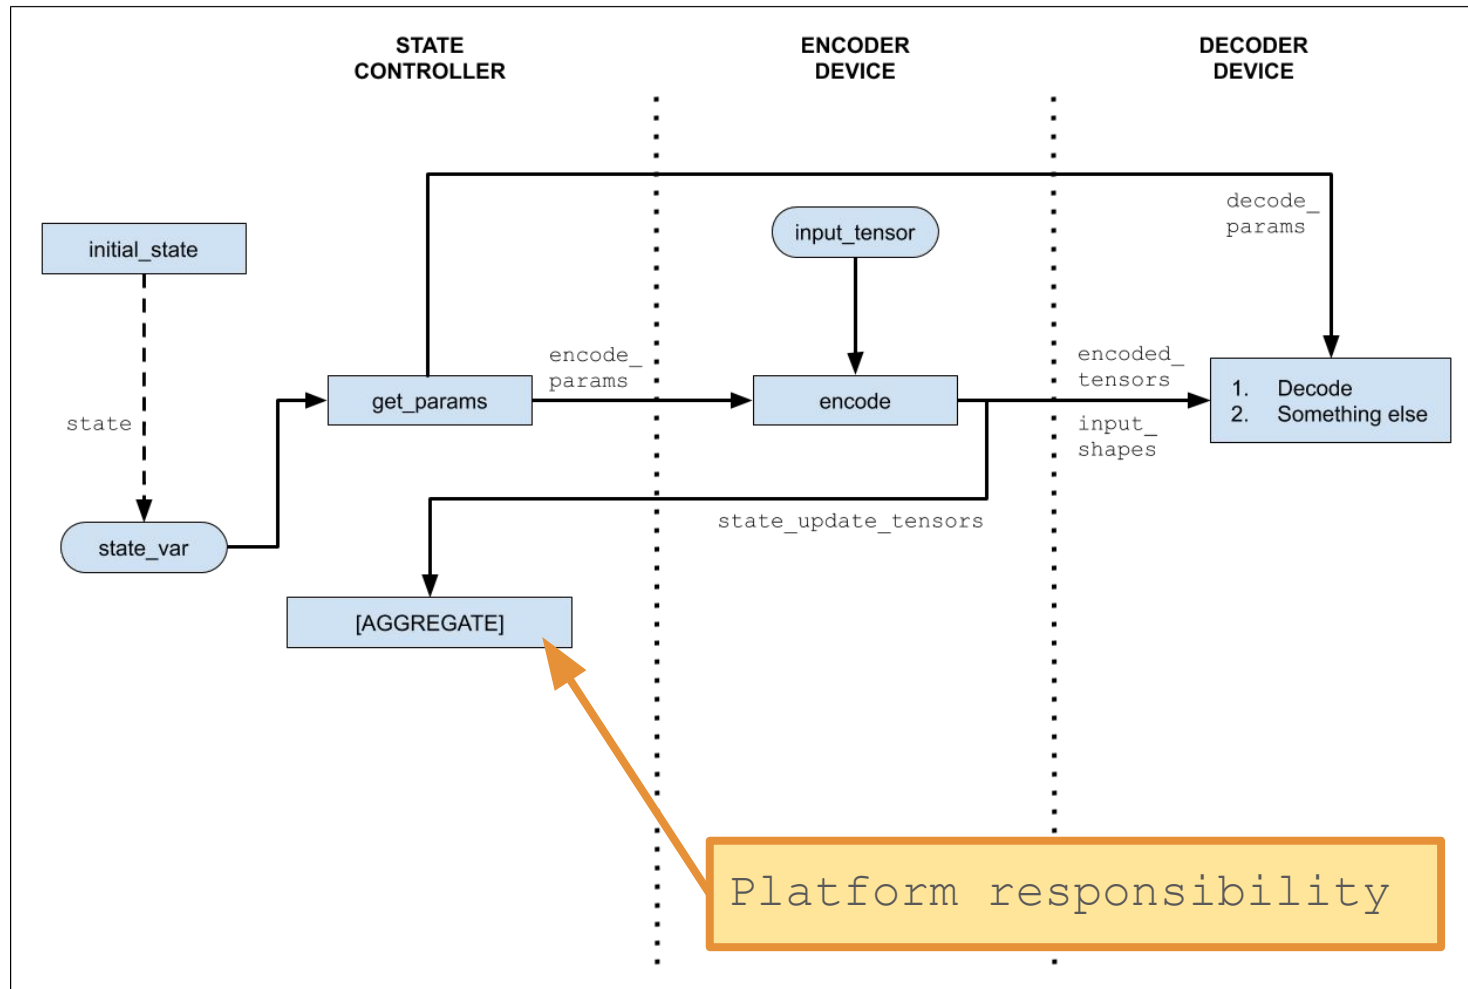 STATE
CONTROLLER
ENCODER
DEVICE
DECODER
DEVICE
decode_
params
input_tensor
initial_state
encode_
params
encoded_
tensors
get_params
encode
1. Decode
2. Something else
state
input_
shapes
state_update_tensors
state_var
[AGGREGATE]
Platform responsibility